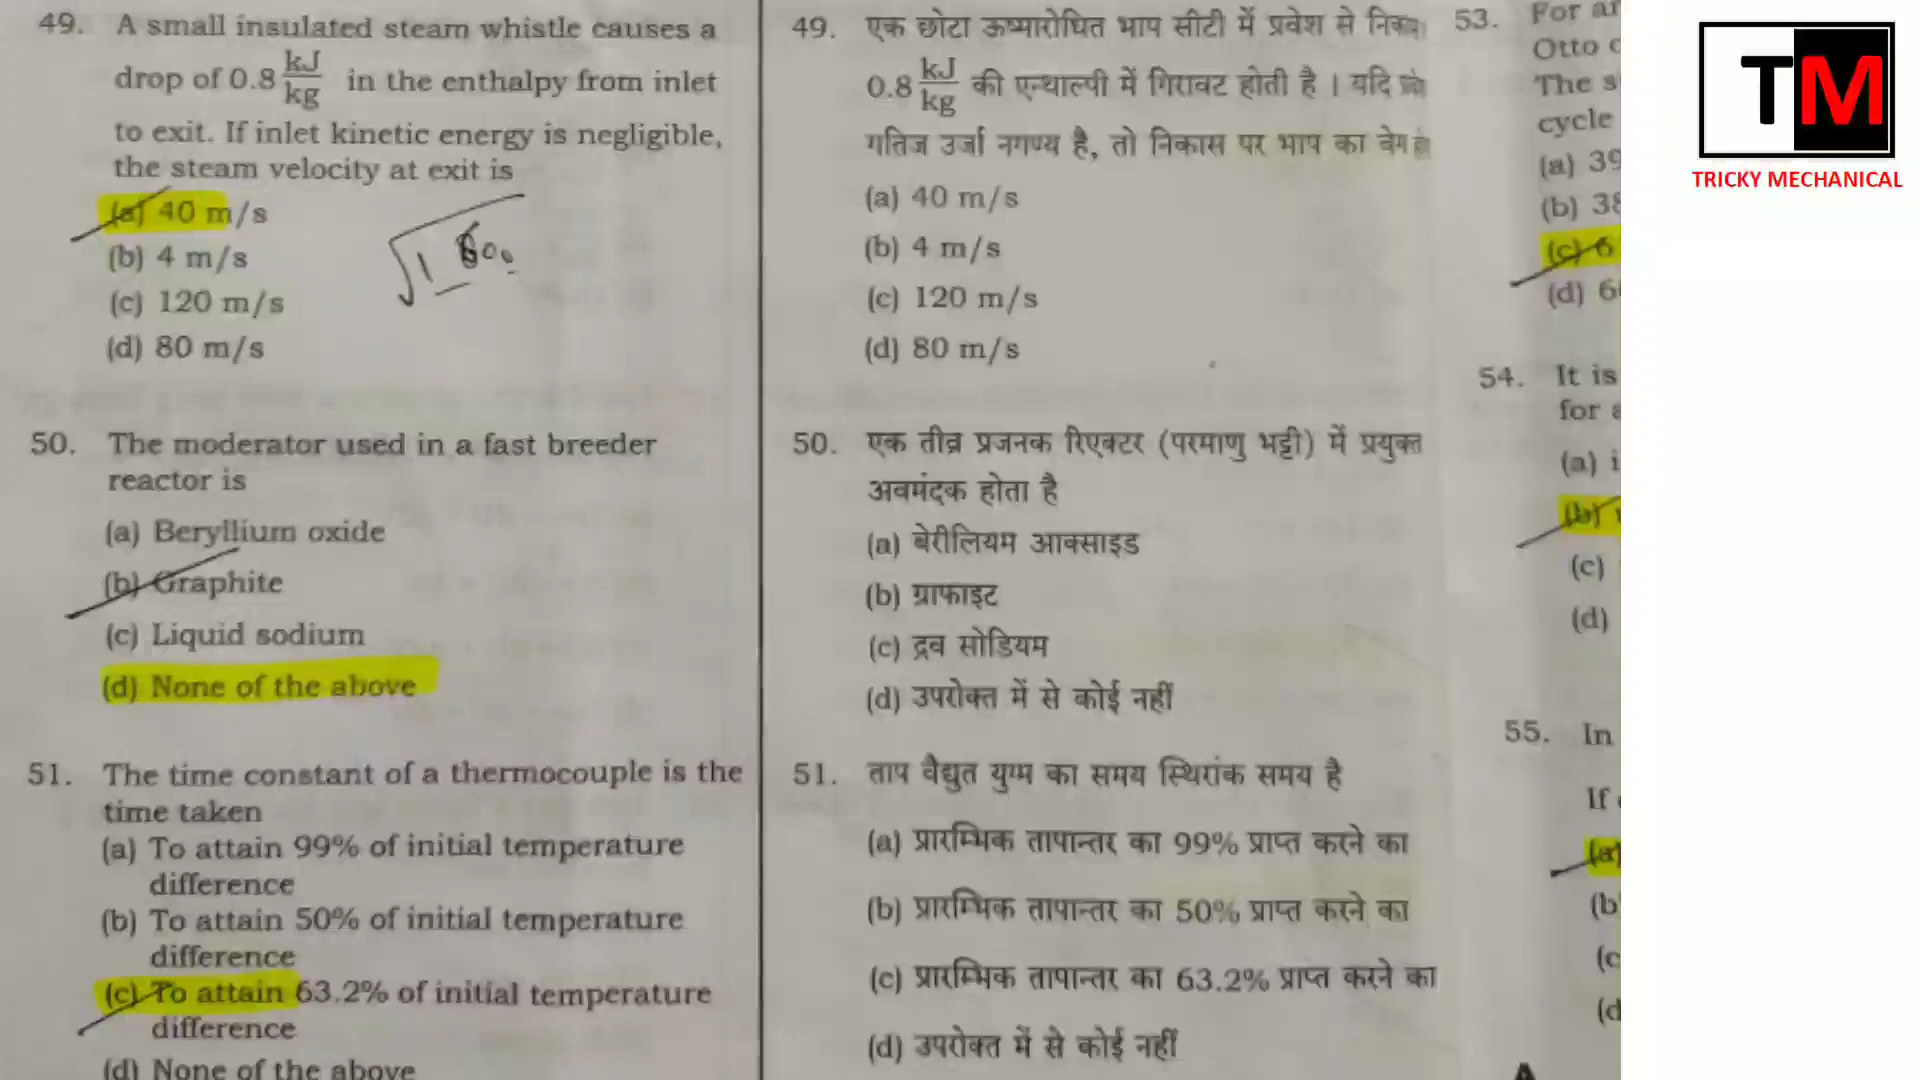 49. A small insulated steam whistle causes a
drop of 0.8 kJ/kg in the enthalpy from inlet
to exit. If inlet kinetic energy is negligible,
the steam velocity at exit is
(a) 40 m/s
(b) 4 m/s
(c) 120 m/s
(d) 80 m/s
50. The moderator used in a fast breeder
reactor is
(a) Beryllium oxide
(b) Graphite
(c) Liquid sodium
(d) None of the above
51. The time constant of a thermocouple is the
time taken
(a) To attain 99% of initial temperature
difference
(b) To attain 50% of initial temperature
difference
(c) To attain 63.2% of initial temperature
difference
(d) None of the above
49. एक छोटा ऊष्मारोधित भाप सीटी में प्रवेश से
0.8 kJ/kg की एन्थाल्पी में गिरावट होती है । यदि
गतिज उर्जा नगण्य है, तो निकास पर भाप का वेग
(a) 40 m/s
(b) 4 m/s
(c) 120 m/s
(d) 80 m/s
50. एक तीव्र प्रजनक रिएक्टर (परमाणु भट्टी) में प्रयुक्त
अवमंदक होता है
(a) बेरीलियम आक्साइड
(b) ग्राफाइट
(c) द्रव सोडियम
(d) उपरोक्त में से कोई नहीं
51. ताप वैद्युत युग्म का समय स्थिरांक समय है
(a) प्रारम्भिक तापान्तर का 99% प्राप्त करने का
(b) प्रारम्भिक तापान्तर का 50% प्राप्त करने का
(c) प्रारम्भिक तापान्तर का 63.2% प्राप्त करने का
(d) उपरोक्त में से कोई नहीं
53. For
Otto
The
cycle
(a) 39
(b) 38
(c) 6
(d) 6
54. It is
for
(a)
(b)
(c)
(d)
55. In
If
(a)
(b
(c
(d
TM
TRICKY MECHANICAL